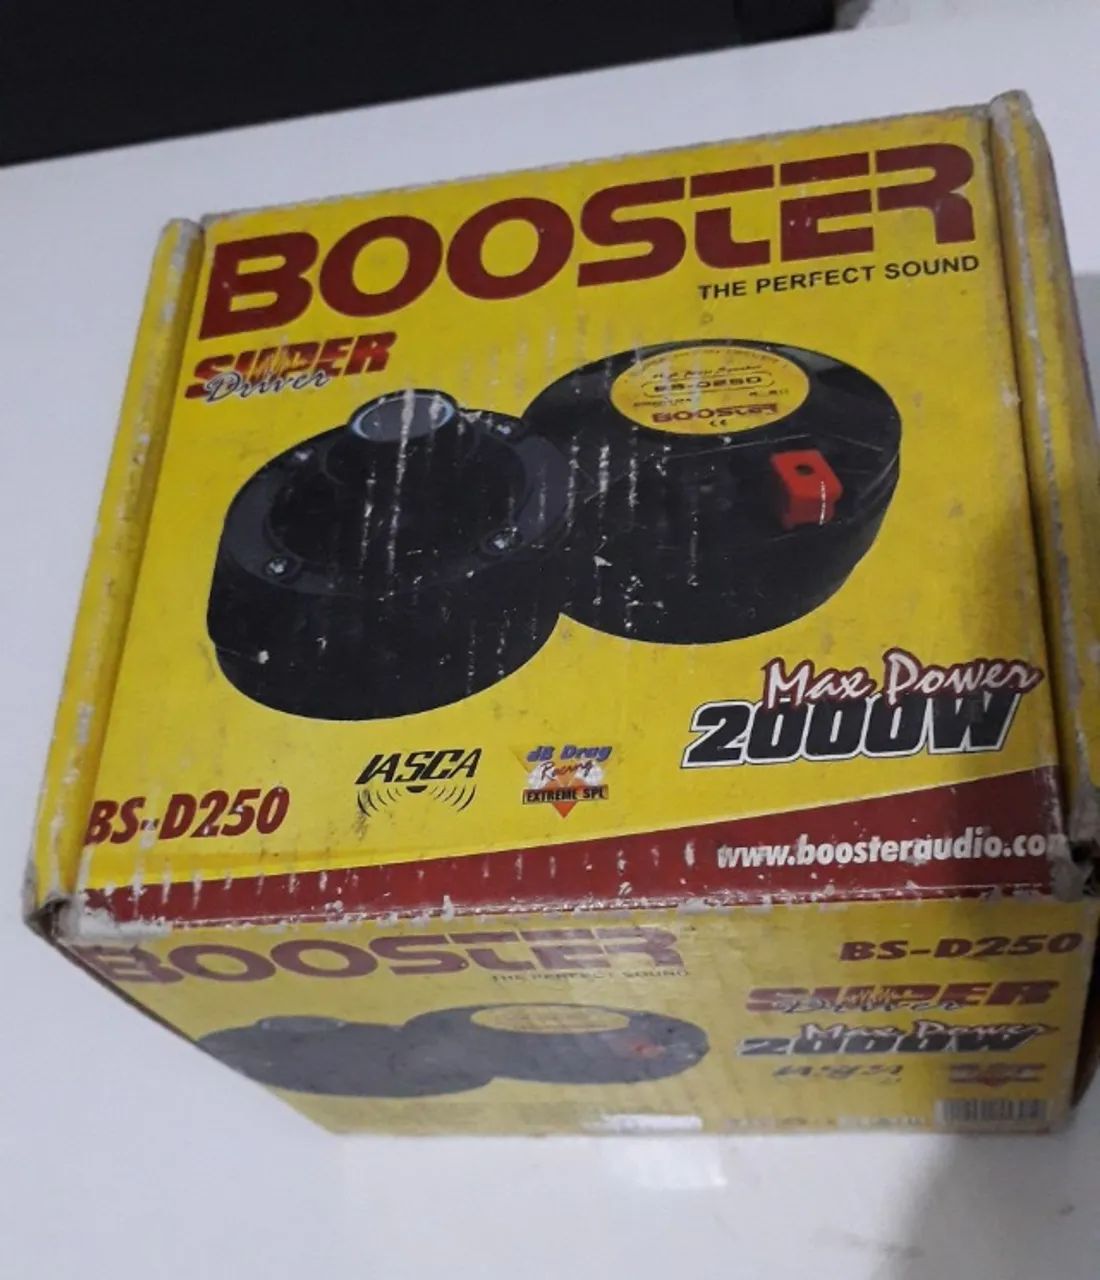 BOOSTER
THE PERFECT SOUND
SUPER
Driver
BS-D250
BOOSTER
CE
Max Power
2000W
IASCA
dB Drag
Racing
EXTREME SPL
BS-D250
www.boosteraudio.co
BOOSTER
THE PERFECT SOUND
BS-D250
SUPER
Driver
Max Power
2000W
IASCA